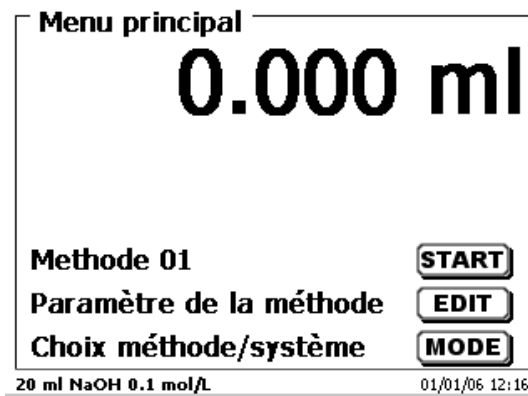 Menu principal
0.000 ml
Methode 01 START
Paramètre de la méthode EDIT
Choix méthode/système MODE
20 ml NaOH 0.1 mol/L 01/01/06 12:16